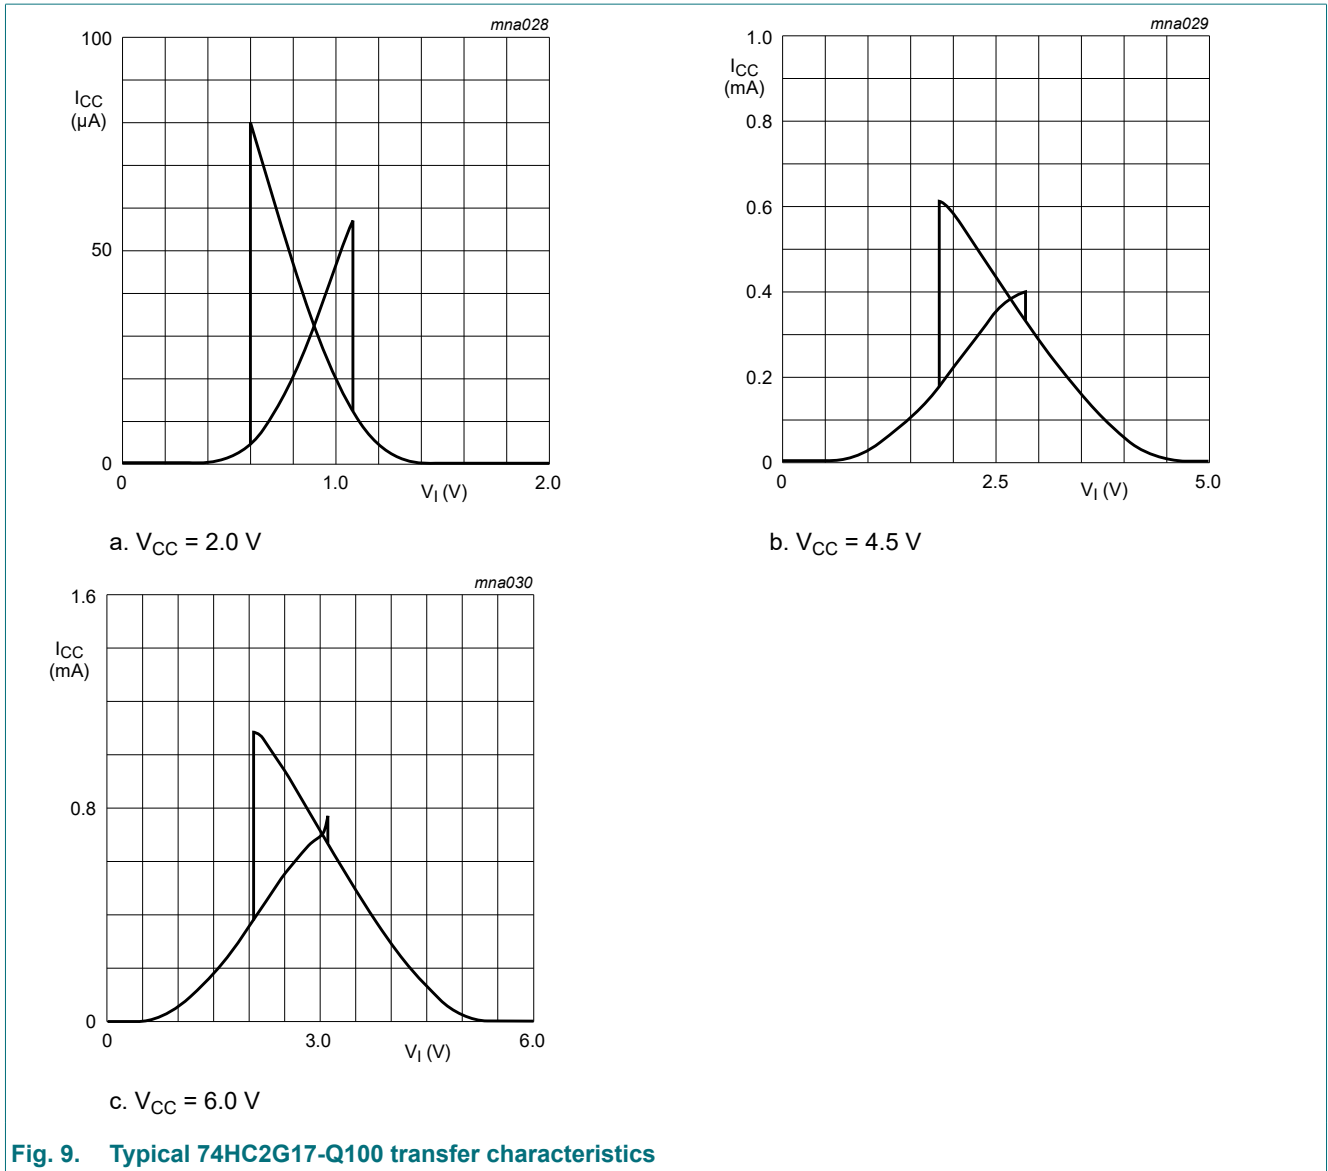 mna028
100
ICC
(µA)
50
0
0
1.0
VI (V)
2.0
a. VCC = 2.0 V
mna029
1.0
ICC
(mA)
0.8
0.6
0.4
0.2
0
0
2.5
VI (V)
5.0
b. VCC = 4.5 V
mna030
1.6
ICC
(mA)
0.8
0
0
3.0
VI (V)
6.0
c. VCC = 6.0 V
Fig. 9. Typical 74HC2G17-Q100 transfer characteristics